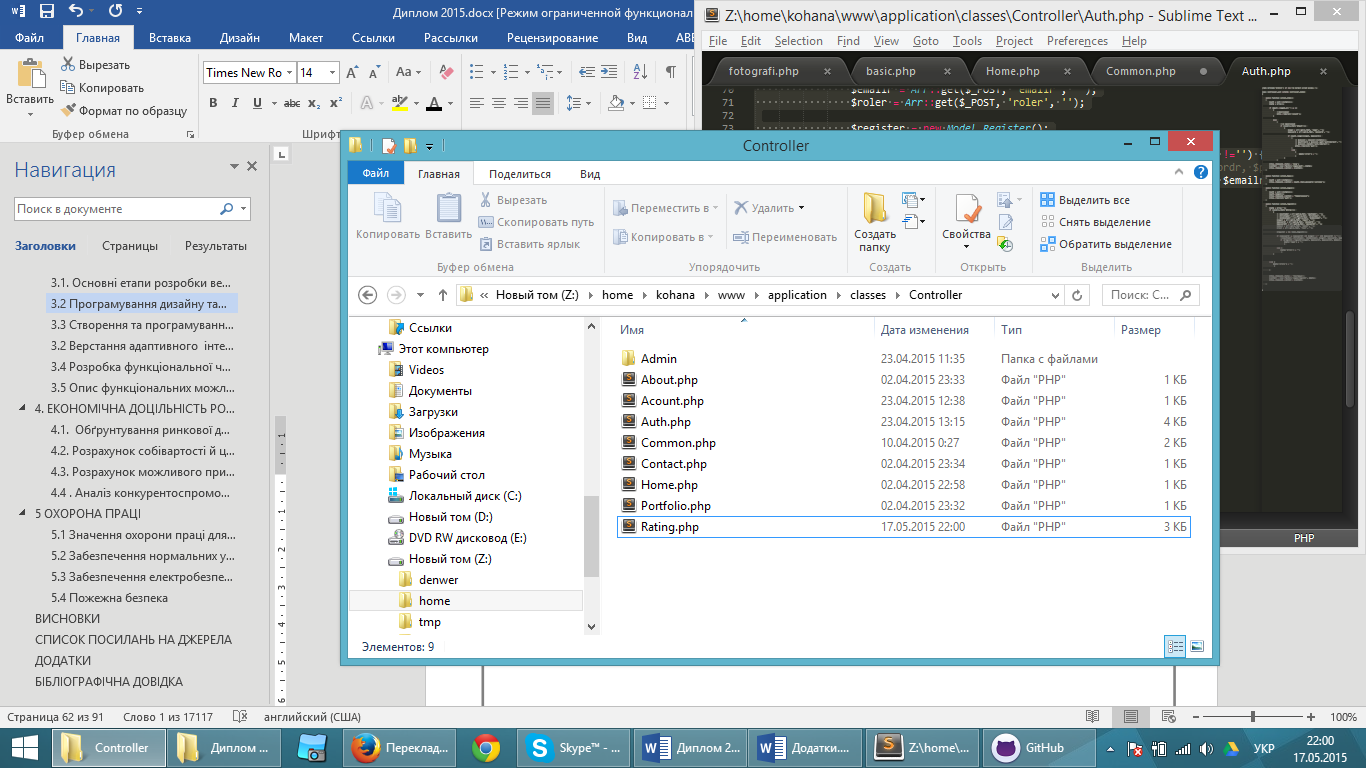 Диплом 2015.docx [Режим ограниченной функционал
Файл Главная Вставка Дизайн Макет Ссылки Рассылки Рецензирование Вид ABB
Вставить
Вырезать
Копировать
Формат по образцу
Буфер обмена
Times New Ro 14
Шрифт
Навигация
Поиск в документе
Заголовки Страницы Результаты
3.1. Основні етапи розробки ве...
3.2 Програмування дизайну та...
3.3 Створення та програмуванн...
3.2 Верстання адаптивного інте...
3.4 Розробка функціональної ч...
3.5 Опис функціональних можл...
4. ЕКОНОМІЧНА ДОЦІЛЬНІСТЬ РО...
4.1. Обґрунтування ринкової д...
4.2. Розрахунок собівартості й ц...
4.3. Розрахунок можливого при...
4.4 . Аналіз конкурентоспромо...
5 ОХОРОНА ПРАЦІ
5.1 Значення охорони праці для...
5.2 Забезпечення нормальних у...
5.3 Забезпечення електробезпе...
5.4 Пожежна безпека
ВИСНОВКИ
СПИСОК ПОСИЛАНЬ НА ДЖЕРЕЛА
ДОДАТКИ
БІБЛІОГРАФІЧНА ДОВІДКА
Страница 62 из 91 Слово 1 из 17117 английский (США) 100%
Z:\home\kohana\www\application\classes\Controller\Auth.php - Sublime Text ...
File Edit Selection Find View Goto Tools Project Preferences Help
fotografi.php basic.php Home.php Common.php Auth.php
70 $email = Arr::get($_POST, 'email', '');
71 $roler = Arr::get($_POST, 'roler', '');
72
73 $register = new Model_Register();
!='') {
$email
PHP
Controller
Файл Главная Поделиться Вид
Копировать Вставить
Вырезать
Скопировать путь
Вставить ярлык
Буфер обмена
Переместить в Удалить
Копировать в Переименовать
Упорядочить
Создать папку
Создать
Свойства
Открыть
Выделить все
Снять выделение
Обратить выделение
Выделить
« Новый том (Z:) home kohana www application classes Controller
Поиск: C...
Ссылки
Этот компьютер
Videos
Документы
Загрузки
Изображения
Музыка
Рабочий стол
Локальный диск (C:)
Новый том (D:)
DVD RW дисковод (E:)
Новый том (Z:)
denwer
home
tmp
Имя Дата изменения Тип Размер
Admin 23.04.2015 11:35 Папка с файлами
About.php 02.04.2015 23:33 Файл "PHP" 1 КБ
Acount.php 23.04.2015 12:38 Файл "PHP" 1 КБ
Auth.php 23.04.2015 13:15 Файл "PHP" 4 КБ
Common.php 10.04.2015 0:27 Файл "PHP" 2 КБ
Contact.php 02.04.2015 23:34 Файл "PHP" 1 КБ
Home.php 02.04.2015 22:58 Файл "PHP" 1 КБ
Portfolio.php 02.04.2015 23:32 Файл "PHP" 1 КБ
Rating.php 17.05.2015 22:00 Файл "PHP" 3 КБ
Элементов: 9
Controller Диплом ... Переклад... Skype™ - ... Диплом 2... Додатки.... Z:\home\... GitHub УКР 22:00
17.05.2015